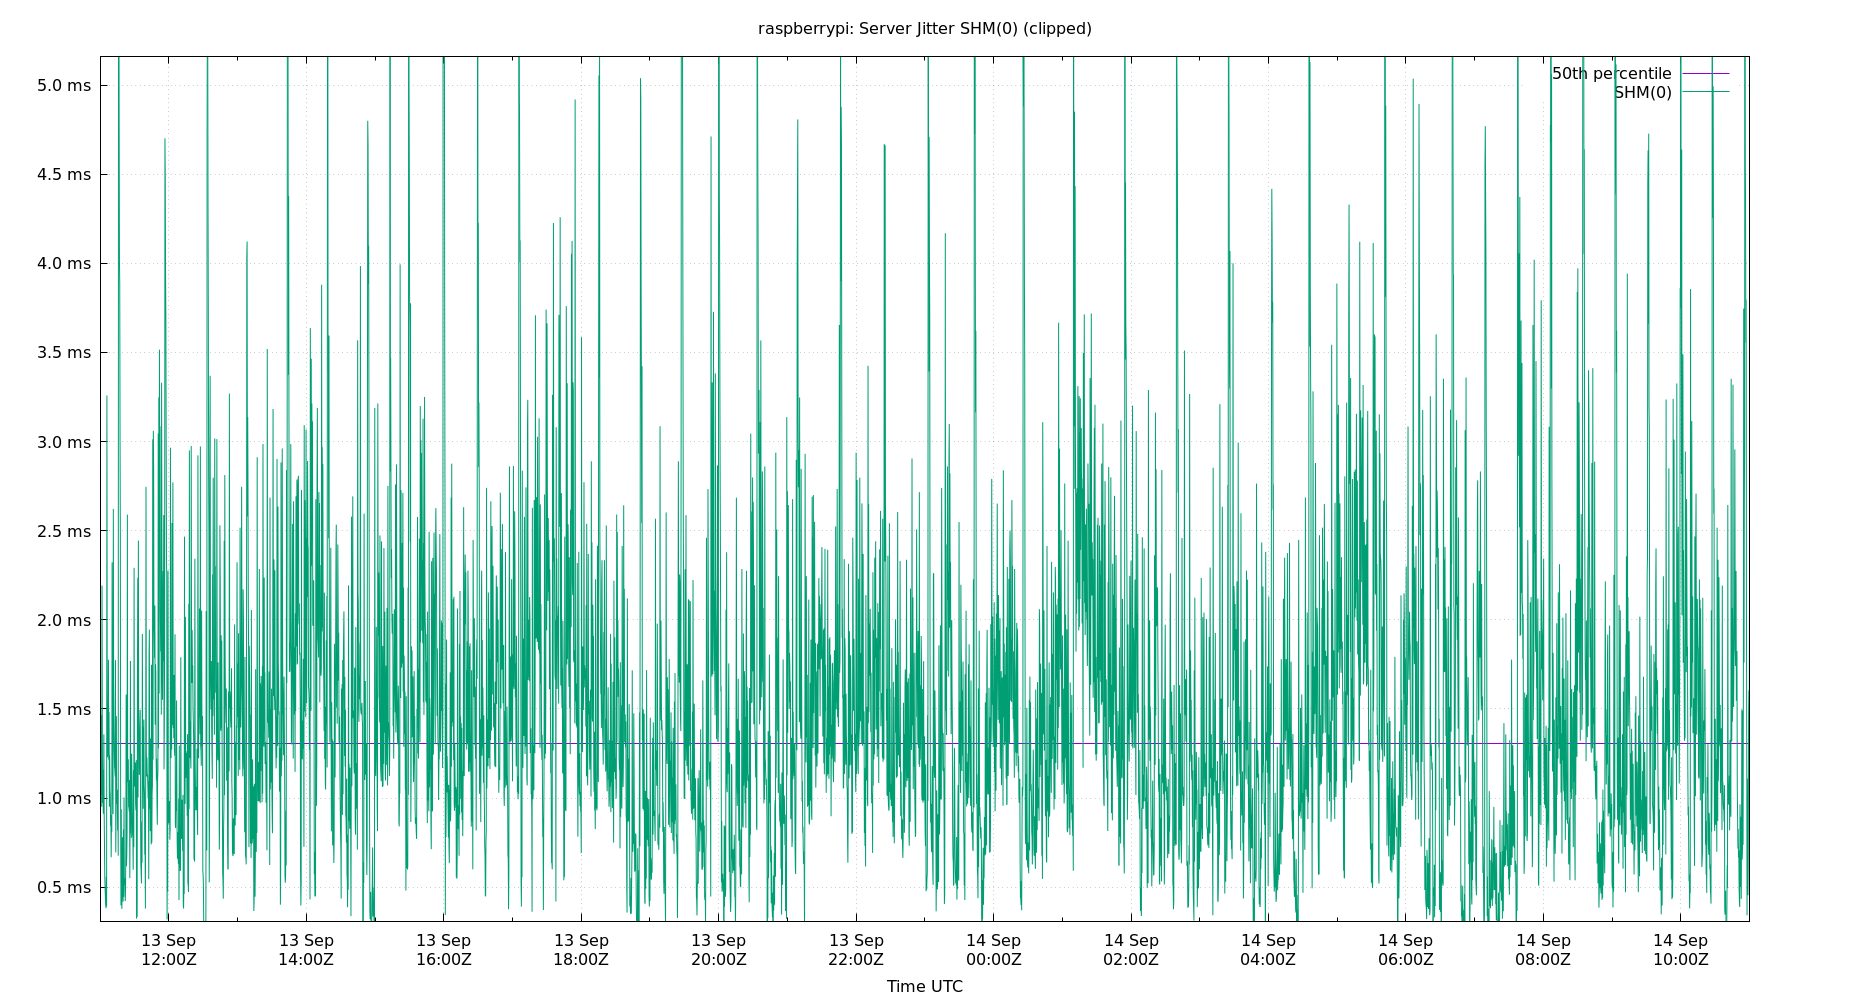 raspberrypi: Server Jitter SHM(0) (clipped)
50th percentile
SHM(0)
5.0 ms
4.5 ms
4.0 ms
3.5 ms
3.0 ms
2.5 ms
2.0 ms
1.5 ms
1.0 ms
0.5 ms
13 Sep 13 Sep 13 Sep 13 Sep 13 Sep 13 Sep 14 Sep 14 Sep 14 Sep 14 Sep 14 Sep 14 Sep
12:00Z 14:00Z 16:00Z 18:00Z 20:00Z 22:00Z 00:00Z 02:00Z 04:00Z 06:00Z 08:00Z 10:00Z
Time UTC